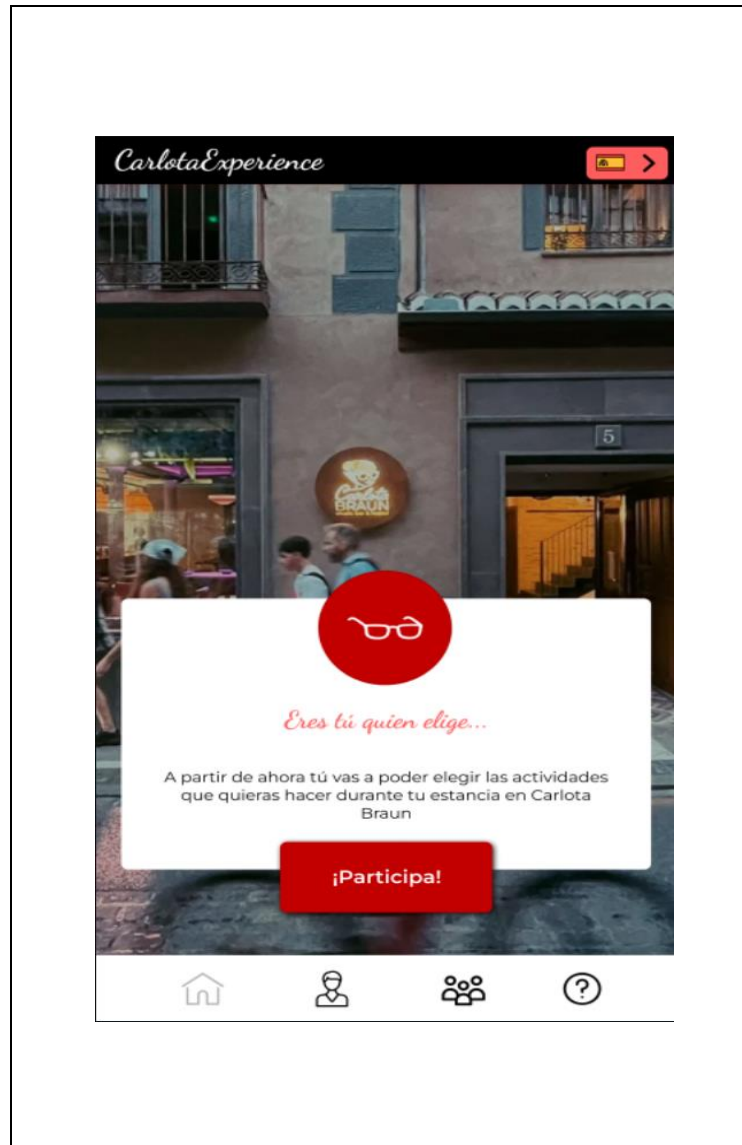 CarlotaExperience
5
Carlota
BRAUN
Eres tú quien elige...
A partir de ahora tú vas a poder elegir las actividades
que quieras hacer durante tu estancia en Carlota
Braun
¡Participa!
?